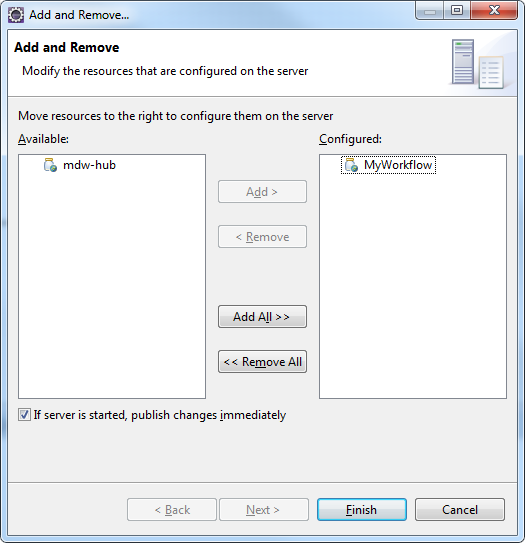 Add and Remove...
Add and Remove
Modify the resources that are configured on the server
Move resources to the right to configure them on the server
Available:
Configured:
mdw-hub
MyWorkflow
Add >
< Remove
Add All >>
<< Remove All
If server is started, publish changes immediately
< Back
Next >
Finish
Cancel